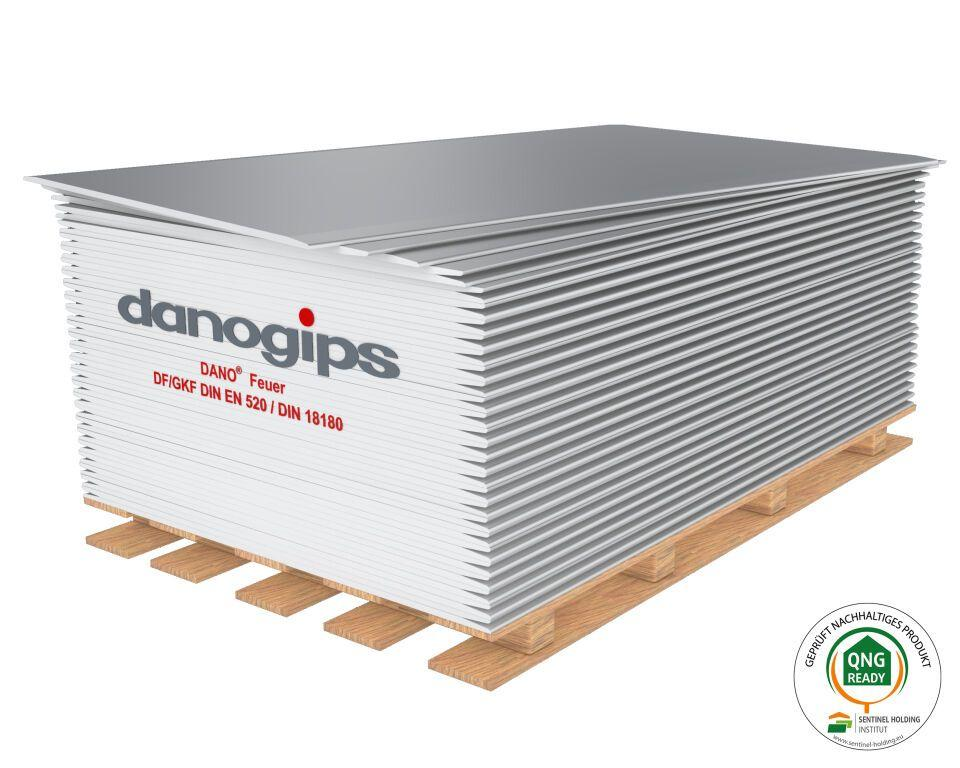 danogips
DANO® Feuer
DF/GKF DIN EN 520 / DIN 18180
GEPRÜFT NACHHALTIGES PRODUKT
QNG
READY
SENTINEL HOLDING
INSTITUT
www.sentinel-holding.eu